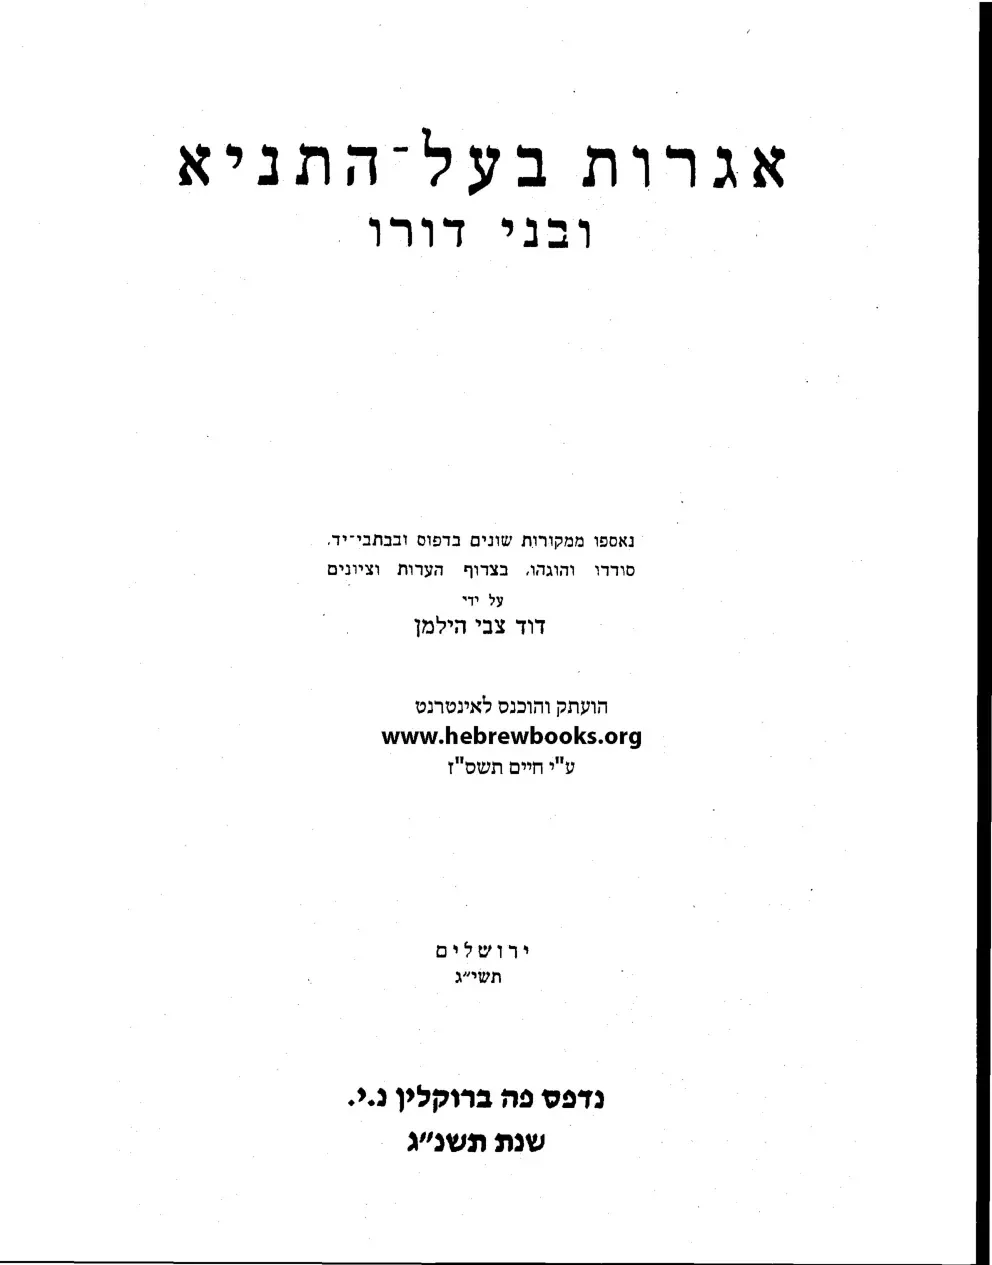 אגרות בעל-התניא
ובני דורו
נאספו ממקורות שונים בדפוס ובכתבי-יד,
סודרו והוגהו, בצדוף הערות וציונים
על ידי
דוד צבי הילמן
הועתק והוכנס לאינטרנט
www.hebrewbooks.org
ע"י חיים תשס"ז
ירושלים
תשי"ג
נדפס פה ברוקלין נ.י.
שנת תשנ"ג